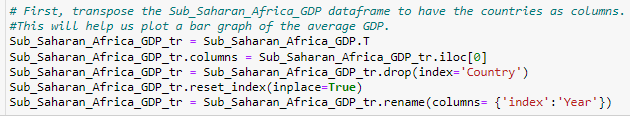 # First, transpose the Sub_Saharan_Africa_GDP dataframe to have the countries as columns.
#This will help us plot a bar graph of the average GDP.
Sub_Saharan_Africa_GDP_tr = Sub_Saharan_Africa_GDP.T
Sub_Saharan_Africa_GDP_tr.columns = Sub_Saharan_Africa_GDP_tr.iloc[0]
Sub_Saharan_Africa_GDP_tr = Sub_Saharan_Africa_GDP_tr.drop(index='Country')
Sub_Saharan_Africa_GDP_tr.reset_index(inplace=True)
Sub_Saharan_Africa_GDP_tr = Sub_Saharan_Africa_GDP_tr.rename(columns= {'index':'Year'})